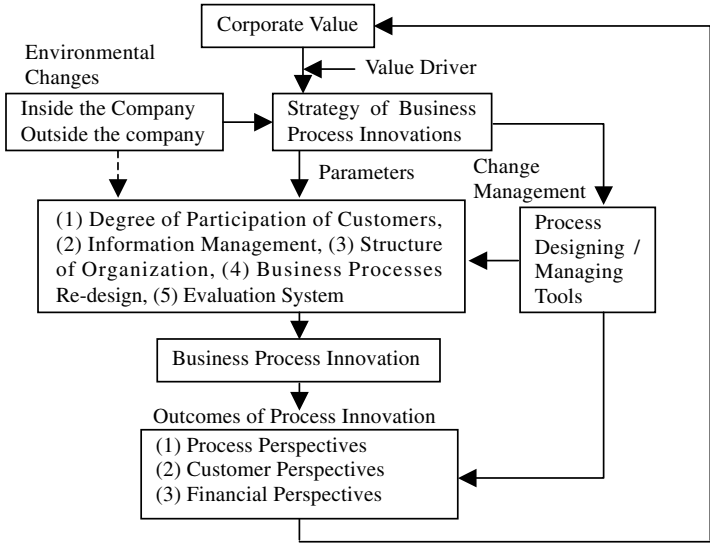 Corporate Value
Environmental
Changes
Value Driver
Inside the Company
Outside the company
Strategy of Business
Process Innovations
Parameters
Change
Management
(1) Degree of Participation of Customers,
(2) Information Management, (3) Structure
of Organization, (4) Business Processes
Re-design, (5) Evaluation System
Process
Designing /
Managing
Tools
Business Process Innovation
Outcomes of Process Innovation
(1) Process Perspectives
(2) Customer Perspectives
(3) Financial Perspectives